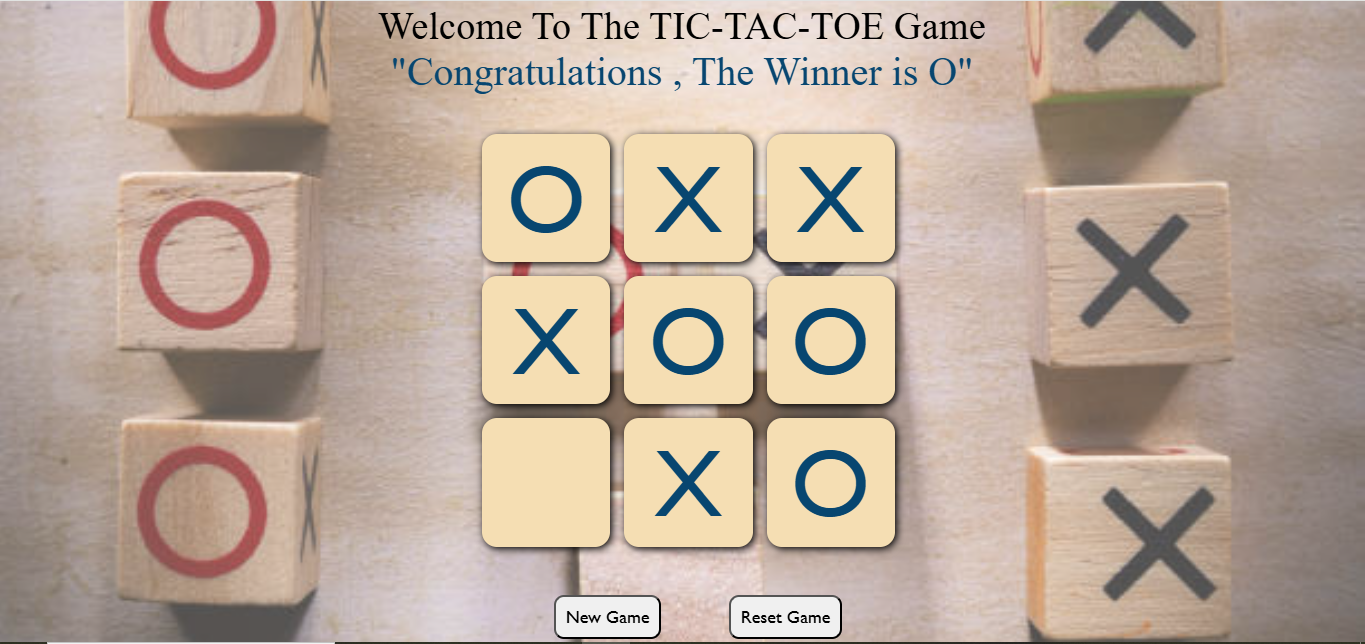 Welcome To The TIC-TAC-TOE Game
"Congratulations , The Winner is O"
O X X
X O O
X O
New Game Reset Game